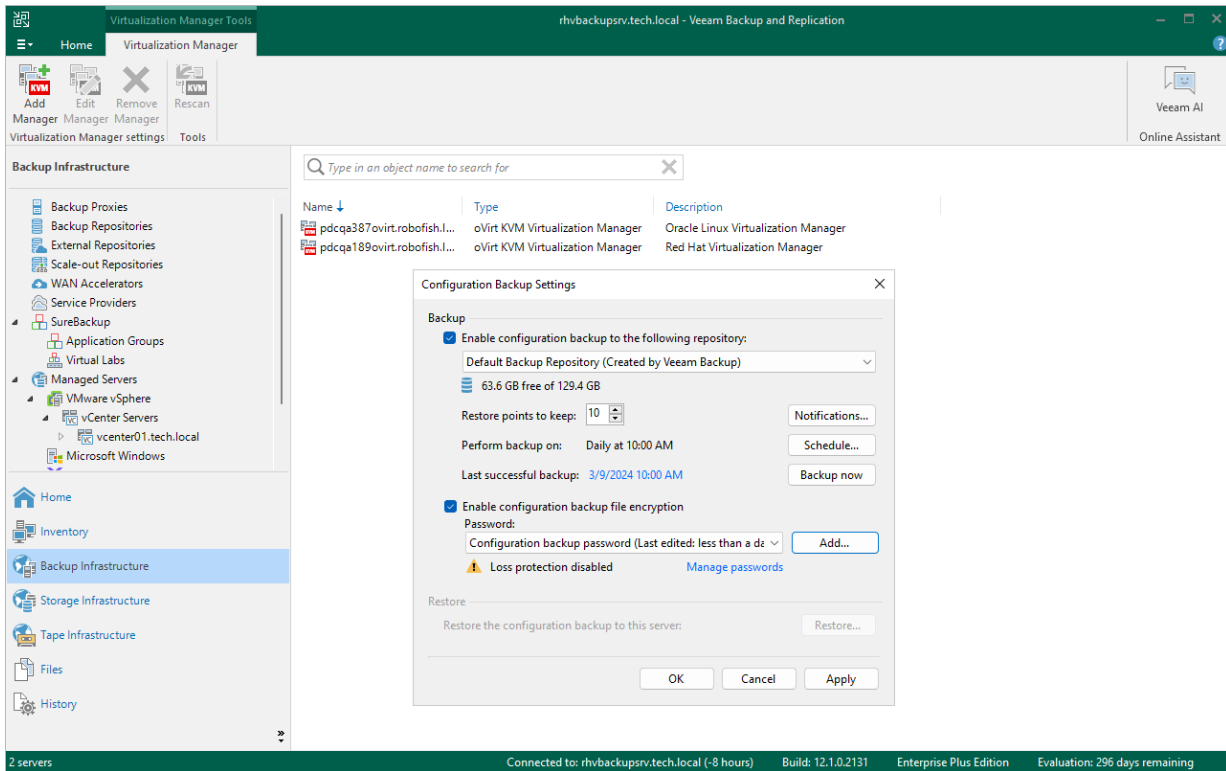 Virtualization Manager Tools
rhvbackupsrv.tech.local - Veeam Backup and Replication
Home
Virtualization Manager
KVM
KVM
Add Manager
Edit Manager
Remove Manager
Rescan
Veeam AI
Virtualization Manager settings
Tools
Online Assistant
Backup Infrastructure
Backup Proxies
Backup Repositories
External Repositories
Scale-out Repositories
WAN Accelerators
Service Providers
SureBackup
Application Groups
Virtual Labs
Managed Servers
VMware vSphere
vCenter Servers
vcenter01.tech.local
Microsoft Windows
Home
Inventory
Backup Infrastructure
Storage Infrastructure
Tape Infrastructure
Files
History
Type in an object name to search for
Name Type Description
pdcqa387ovirt.robofish.l... oVirt KVM Virtualization Manager Oracle Linux Virtualization Manager
pdcqa189ovirt.robofish.l... oVirt KVM Virtualization Manager Red Hat Virtualization Manager
Configuration Backup Settings
Backup
Enable configuration backup to the following repository:
Default Backup Repository (Created by Veeam Backup)
63.6 GB free of 129.4 GB
Restore points to keep: 10 Notifications...
Perform backup on: Daily at 10:00 AM Schedule...
Last successful backup: 3/9/2024 10:00 AM Backup now
Enable configuration backup file encryption
Password:
Configuration backup password (Last edited: less than a da Add...
Loss protection disabled Manage passwords
Restore
Restore the configuration backup to this server: Restore...
OK Cancel Apply
2 servers
Connected to: rhvbackupsrv.tech.local (-8 hours)
Build: 12.1.0.2131
Enterprise Plus Edition
Evaluation: 296 days remaining